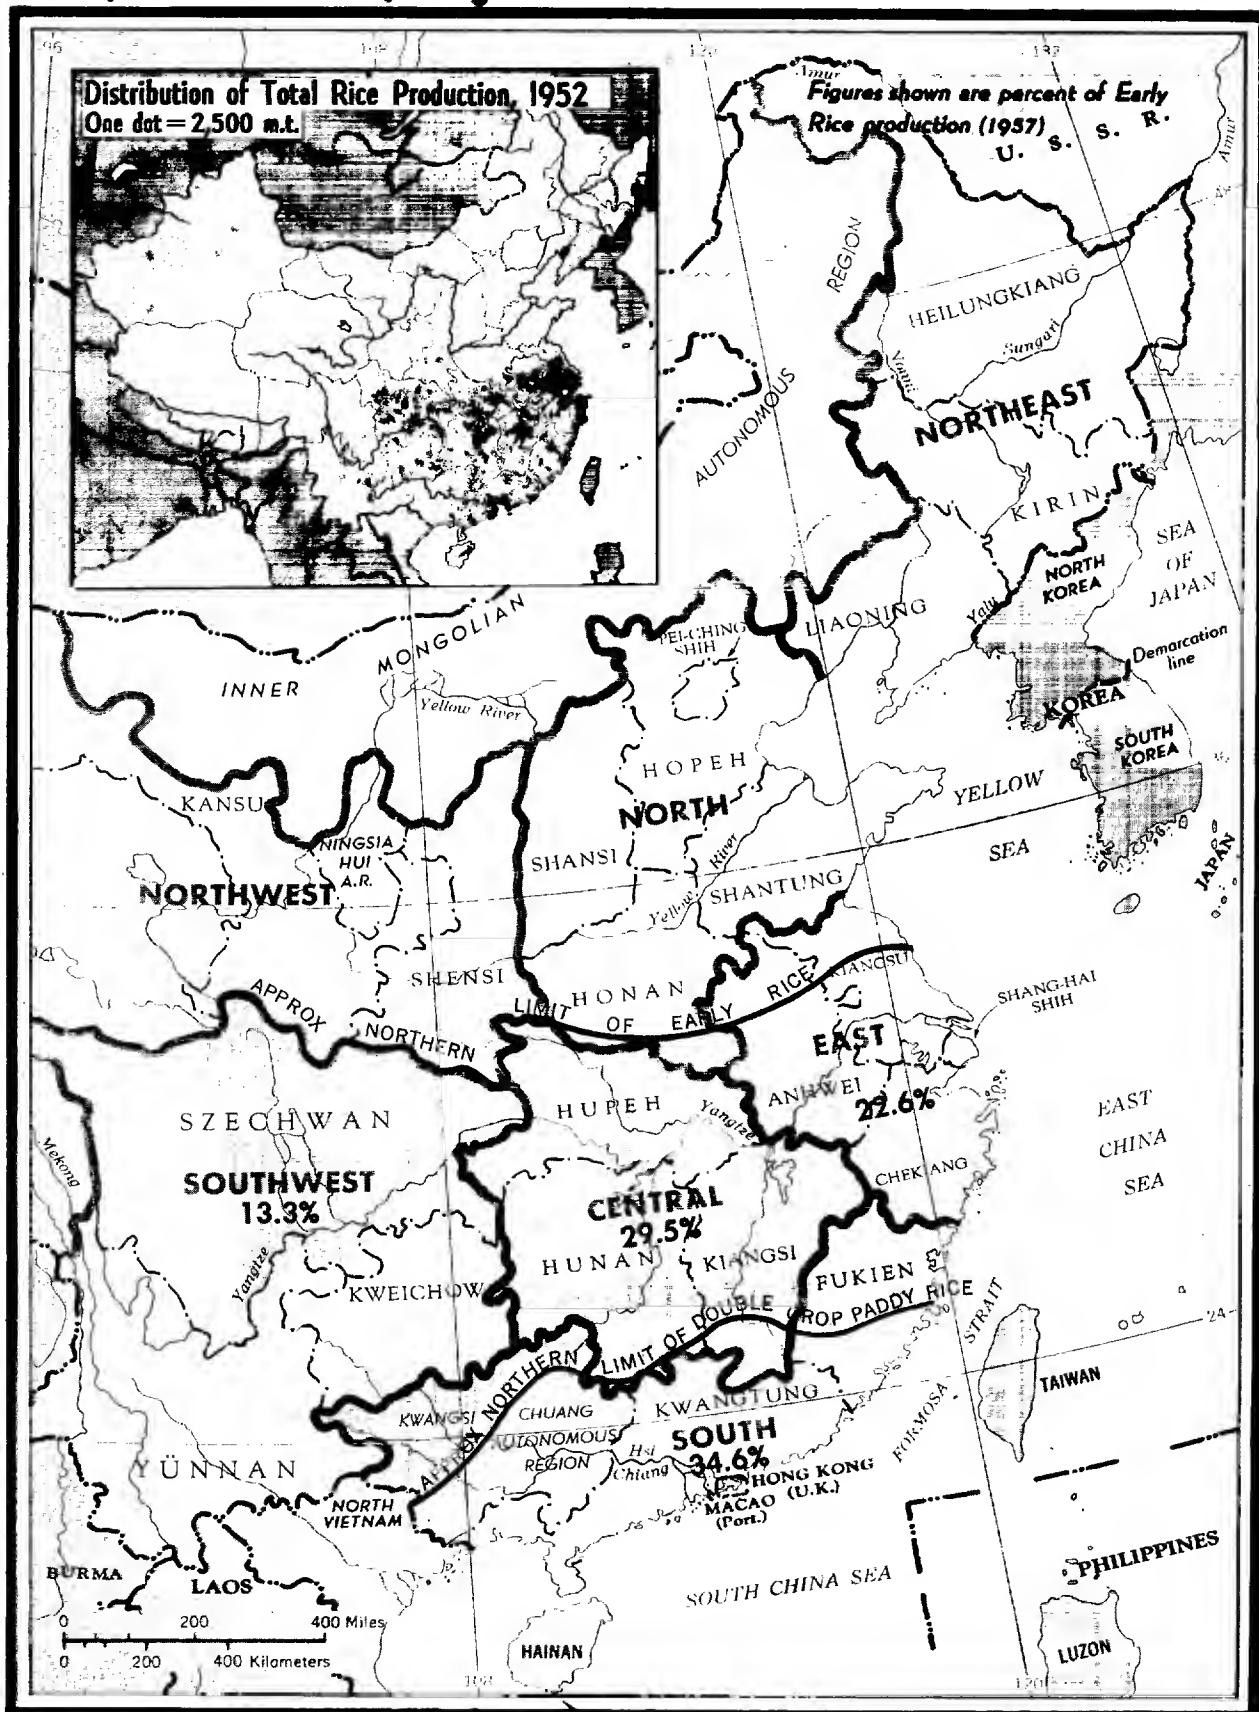 96
120
132
Distribution of Total Rice Production, 1952
One dot = 2,500 m.t.
Figures shown are percent of Early
Rice production (1957)
U. S. S. R.
Amur
Amur
REGION
HEILUNGKIANG
Sungari
Nonni
NORTHEAST
AUTONOMOUS
KIRIN
SEA
OF
JAPAN
NORTH
KOREA
Yalu
LIAONING
Demarcation
line
PEI-CHING
SHIH
MONGOLIAN
INNER
Yellow River
KOREA
SOUTH
KOREA
HOPEH
YELLOW
SEA
NORTH
KANSU
NINGSIA
HUI
A.R.
SHANSI
River
Yellow
SHANTUNG
JAPAN
NORTHWEST
SHENSI
APPROX
NORTHERN
LIMIT
OF
EARLY
RICE
HONAN
KIANGSU
SHANG-HAI
SHIH
EAST
ANHWEI
22.6%
HUPEH
Yangtze
EAST
CHINA
SEA
SZECHWAN
Mekong
SOUTHWEST
13.3%
CENTRAL
29.5%
CHEKIANG
HUNAN
KIANGSI
FUKIEN
Yangtze
KWEICHOW
APPROX NORTHERN LIMIT OF DOUBLE CROP PADDY RICE
STRAIT
FORMOSA
24
TAIWAN
KWANGSI
CHUANG
AUTONOMOUS
REGION
KWANGTUNG
SOUTH
34.6%
Hsi
Chiang
HONG KONG
(U.K.)
MACAO
(Port.)
YÜNNAN
NORTH
VIETNAM
BURMA
LAOS
SOUTH CHINA SEA
PHILIPPINES
LUZON
HAINAN
0 200 400 Miles
0 200 400 Kilometers
108
120